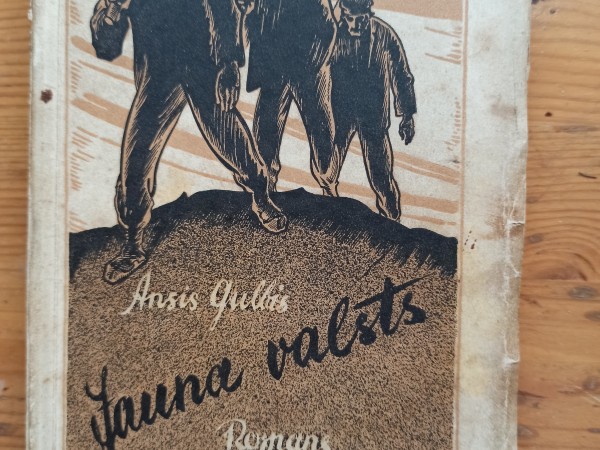 Ansis Gulbis
Jauna valsts
Romans